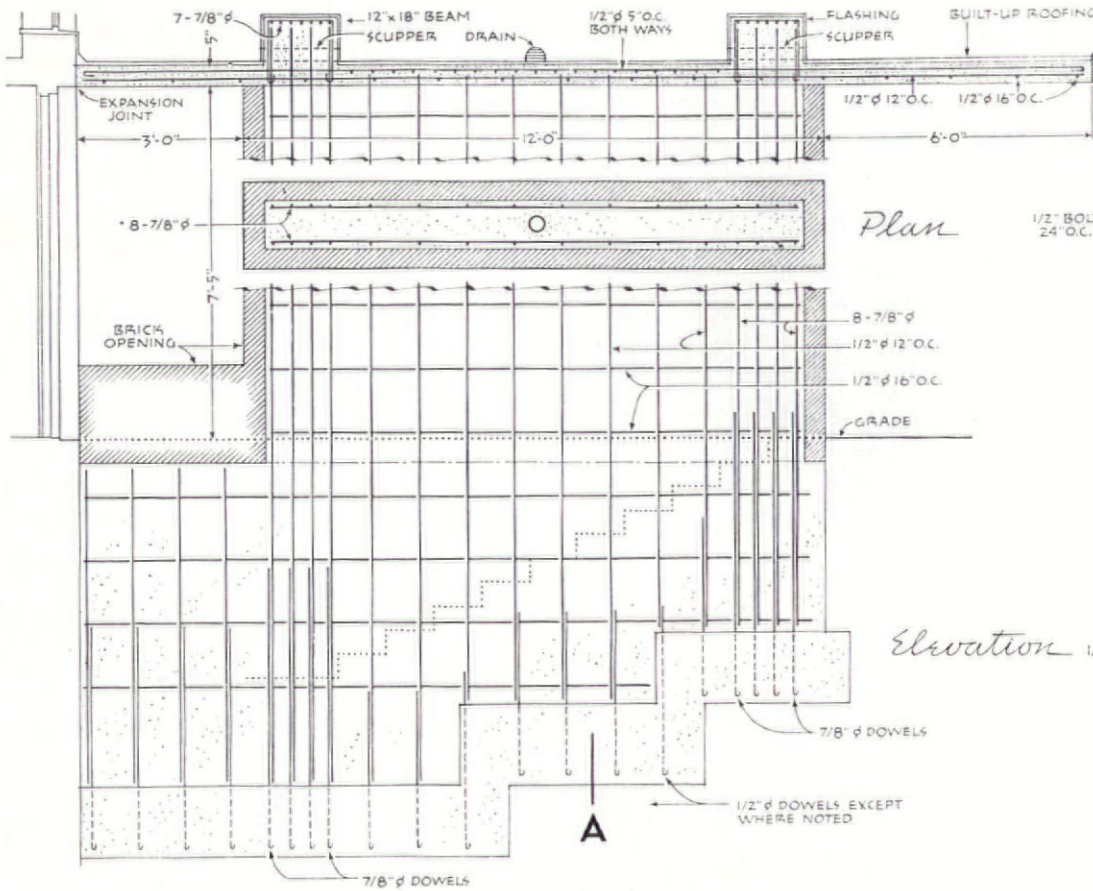 7-7/8"φ
12"x18" BEAM
SCUPPER
DRAIN
1/2"φ 5"O.C.
BOTH WAYS
FLASHING
SCUPPER
BUILT-UP ROOFING
5"
EXPANSION
JOINT
1/2"φ 12"O.C.
1/2"φ 16"O.C.
3'-0"
12'-0"
6'-0"
* 8-7/8"φ
Plan
1/2" BOL
24"O.C.
7'-5"
BRICK
OPENING
8-7/8"φ
1/2"φ 12"O.C.
1/2"φ 16"O.C.
GRADE
Elevation
7/8" φ DOWELS
1/2"φ DOWELS EXCEPT
WHERE NOTED
A
7/8" φ DOWELS